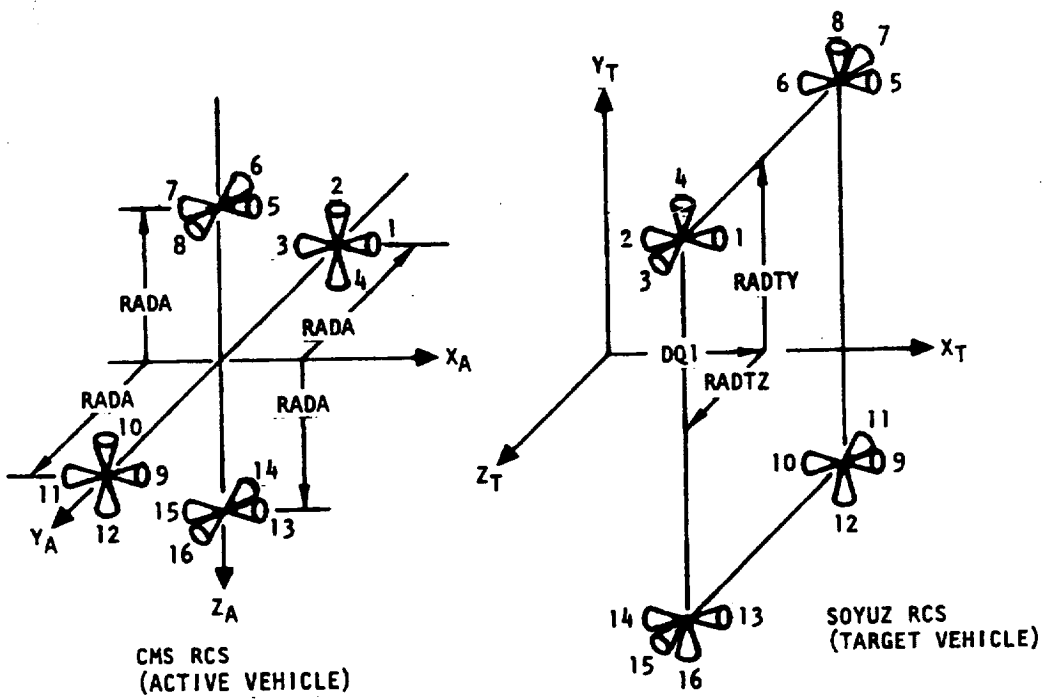 8
7
6
5
Y_T
4
2
1
3
RADTY
DQ1
X_T
RADTZ
Z_T
11
10
9
12
14
13
15
16
SOYUZ RCS
(TARGET VEHICLE)
6
7
5
8
2
1
3
4
RADA
RADA
X_A
RADA
RADA
10
11
9
12
Y_A
14
15
13
16
Z_A
CMS RCS
(ACTIVE VEHICLE)